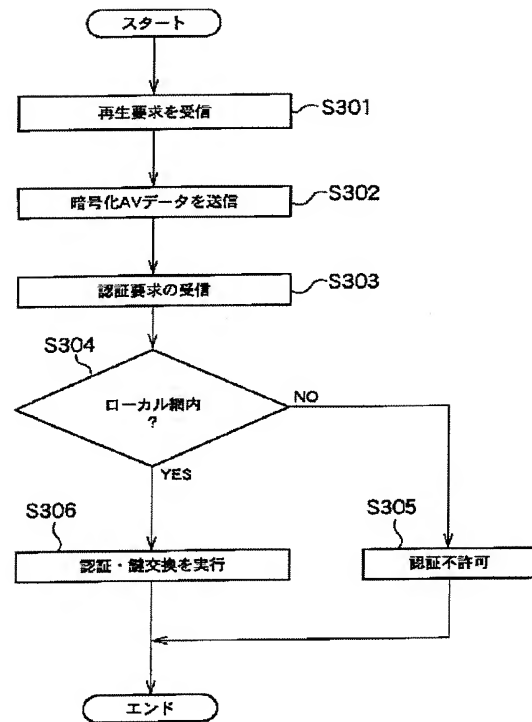 スタート
再生要求を受信
S301
暗号化AVデータを送信
S302
認証要求の受信
S303
S304
ローカル網内
?
NO
YES
S306
認証・鍵交換を実行
S305
認証不許可
エンド